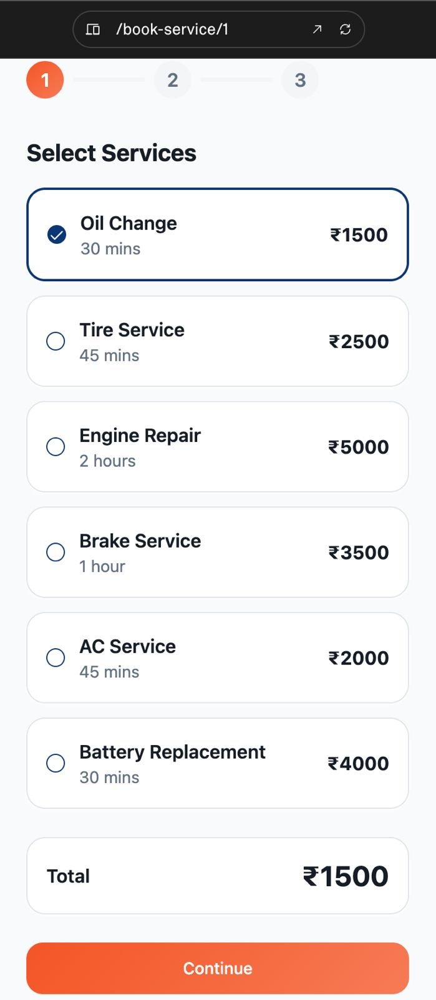 /book-service/1
1 2 3
Select Services
Oil Change
30 mins
₹1500
Tire Service
45 mins
₹2500
Engine Repair
2 hours
₹5000
Brake Service
1 hour
₹3500
AC Service
45 mins
₹2000
Battery Replacement
30 mins
₹4000
Total
₹1500
Continue